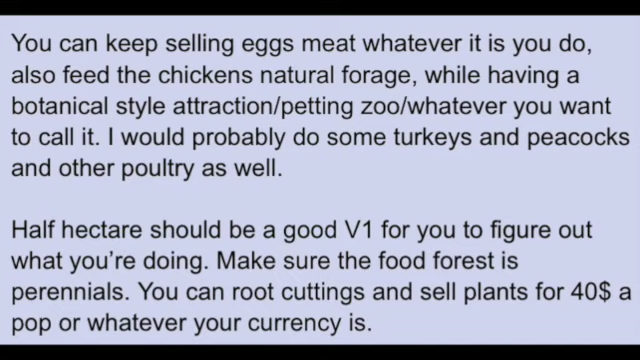 You can keep selling eggs meat whatever it is you do,
also feed the chickens natural forage, while having a
botanical style attraction/petting zoo/whatever you want
to call it. I would probably do some turkeys and peacocks
and other poultry as well.
Half hectare should be a good V1 for you to figure out
what you're doing. Make sure the food forest is
perennials. You can root cuttings and sell plants for 40$ a
pop or whatever your currency is.